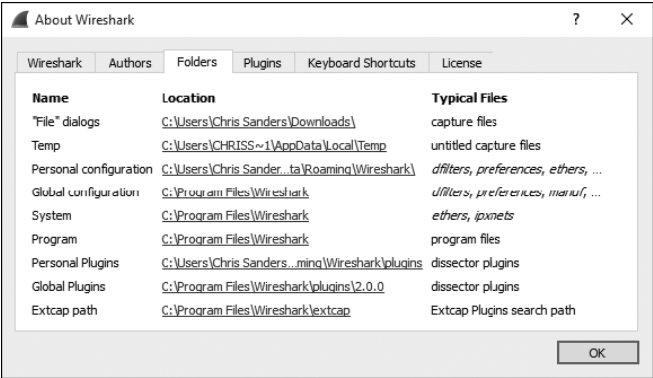 About Wireshark ? ×
Wireshark Authors Folders Plugins Keyboard Shortcuts License
Name Location Typical Files
"File" dialogs C:\Users\Chris Sanders\Downloads\ capture files
Temp C:\Users\CHRISS~1\AppData\Local\Temp untitled capture files
Personal configuration C:\Users\Chris Sander...ta\Roaming\Wireshark\ dfilters, preferences, ethers, ...
Global configuration C:\Program Files\Wireshark dfilters, preferences, manuf, ...
System C:\Program Files\Wireshark ethers, ipxnets
Program C:\Program Files\Wireshark program files
Personal Plugins C:\Users\Chris Sanders...ming\Wireshark\plugins dissector plugins
Global Plugins C:\Program Files\Wireshark\plugins\2.0.0 dissector plugins
Extcap path C:\Program Files\Wireshark\extcap Extcap Plugins search path
OK